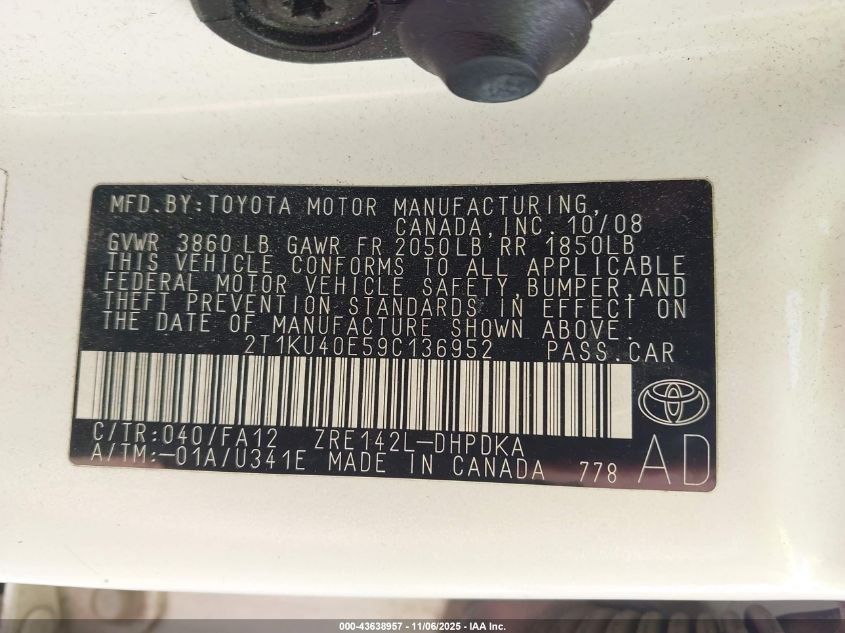 MFD.BY:TOYOTA MOTOR MANUFACTURING,
CANADA,INC. 10/08
GVWR 3860 LB GAWR FR 2050LB RR 1850LB
THIS VEHICLE CONFORMS TO ALL APPLICABLE
FEDERAL MOTOR VEHICLE SAFETY,BUMPER,AND
THEFT PREVENTION STANDARDS IN EFFECT ON
THE DATE OF MANUFACTURE SHOWN ABOVE.
2T1KU40E59C136952 PASS.CAR
C/TR:040/FA12 ZRE142L-DHPDKA
A/TM:-01A/U341E MADE IN CANADA 778
AD
000-43638957 - 11/06/2025 - IAA Inc.